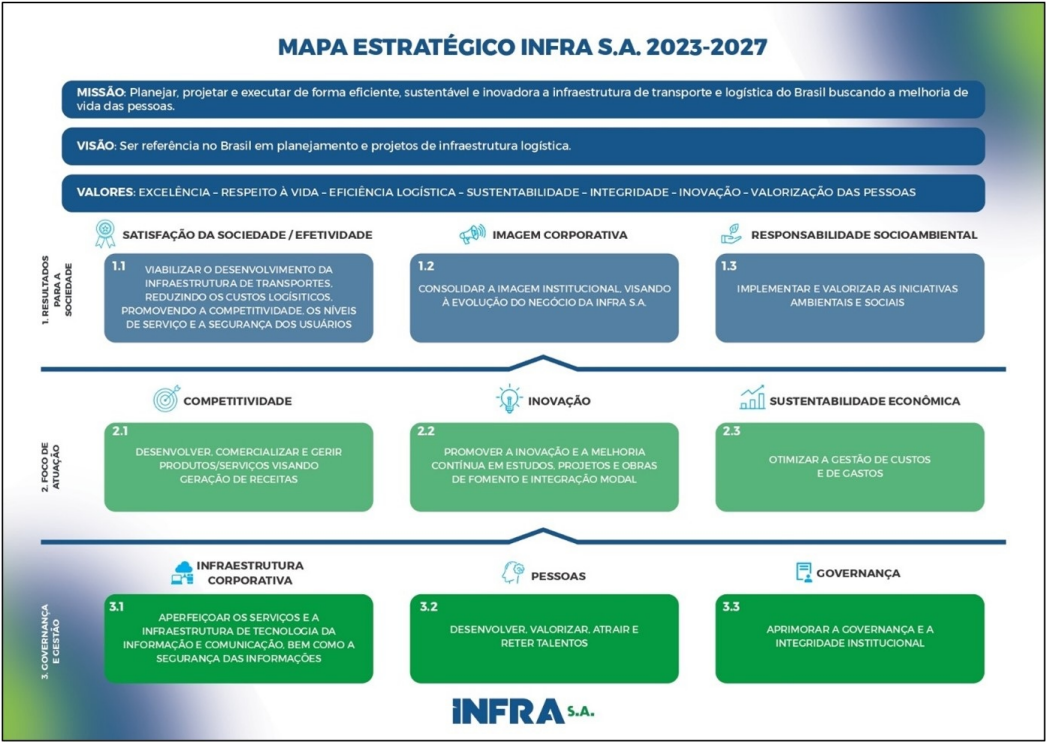 MAPA ESTRATÉGICO INFRA S.A. 2023-2027
MISSÃO: Planejar, projetar e executar de forma eficiente, sustentável e inovadora a infraestrutura de transporte e logística do Brasil buscando a melhoria de
vida das pessoas.
VISÃO: Ser referência no Brasil em planejamento e projetos de infraestrutura logística.
VALORES: EXCELÊNCIA – RESPEITO À VIDA – EFICIÊNCIA LOGÍSTICA – SUSTENTABILIDADE – INTEGRIDADE – INOVAÇÃO – VALORIZAÇÃO DAS PESSOAS
1. RESULTADOS
PARA A
SOCIEDADE
SATISFAÇÃO DA SOCIEDADE / EFETIVIDADE
1.1
VIABILIZAR O DESENVOLVIMENTO DA
INFRAESTRUTURA DE TRANSPORTES,
REDUZINDO OS CUSTOS LOGÍSITICOS,
PROMOVENDO A COMPETITIVIDADE, OS NÍVEIS
DE SERVIÇO E A SEGURANÇA DOS USUÁRIOS
IMAGEM CORPORATIVA
1.2
CONSOLIDAR A IMAGEM INSTITUCIONAL, VISANDO
À EVOLUÇÃO DO NEGÓCIO DA INFRA S.A.
RESPONSABILIDADE SOCIOAMBIENTAL
1.3
IMPLEMENTAR E VALORIZAR AS INICIATIVAS
AMBIENTAIS E SOCIAIS
2. FOCO DE
ATUAÇÃO
COMPETITIVIDADE
2.1
DESENVOLVER, COMERCIALIZAR E GERIR
PRODUTOS/SERVIÇOS VISANDO
GERAÇÃO DE RECEITAS
INOVAÇÃO
2.2
PROMOVER A INOVAÇÃO E A MELHORIA
CONTÍNUA EM ESTUDOS, PROJETOS E OBRAS
DE FOMENTO E INTEGRAÇÃO MODAL
SUSTENTABILIDADE ECONÔMICA
2.3
OTIMIZAR A GESTÃO DE CUSTOS
E DE GASTOS
3. GOVERNANÇA
E GESTÃO
INFRAESTRUTURA
CORPORATIVA
3.1
APERFEIÇOAR OS SERVIÇOS E A
INFRAESTRUTURA DE TECNOLOGIA DA
INFORMAÇÃO E COMUNICAÇÃO, BEM COMO A
SEGURANÇA DAS INFORMAÇÕES
PESSOAS
3.2
DESENVOLVER, VALORIZAR, ATRAIR E
RETER TALENTOS
GOVERNANÇA
3.3
APRIMORAR A GOVERNANÇA E A
INTEGRIDADE INSTITUCIONAL
INFRA S.A.